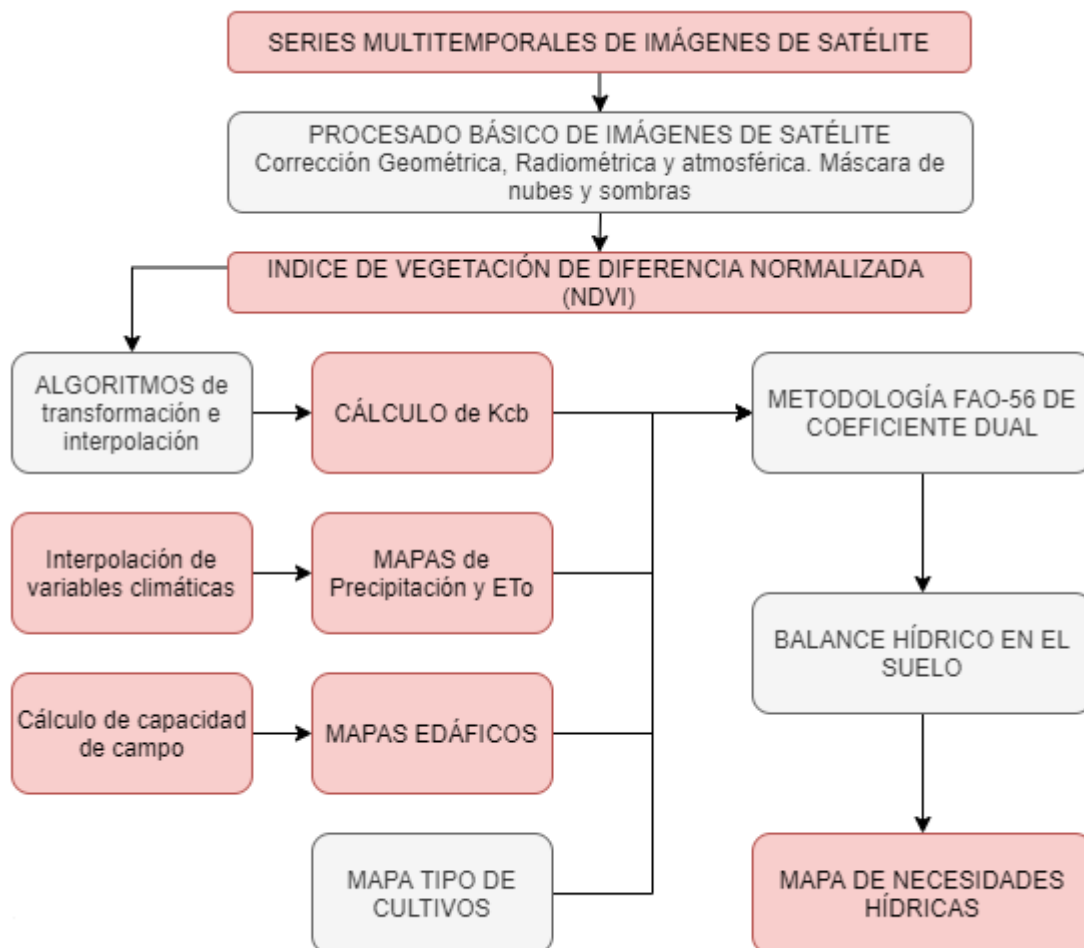 SERIES MULTITEMPORALES DE IMÁGENES DE SATÉLITE
PROCESADO BÁSICO DE IMÁGENES DE SATÉLITE
Corrección Geométrica, Radiométrica y atmosférica. Máscara de
nubes y sombras
INDICE DE VEGETACIÓN DE DIFERENCIA NORMALIZADA
(NDVI)
ALGORITMOS de
transformación e
interpolación
CÁLCULO de Kcb
METODOLOGÍA FAO-56 DE
COEFICIENTE DUAL
Interpolación de
variables climáticas
MAPAS de
Precipitación y ETo
BALANCE HÍDRICO EN EL
SUELO
Cálculo de capacidad
de campo
MAPAS EDÁFICOS
MAPA TIPO DE
CULTIVOS
MAPA DE NECESIDADES
HÍDRICAS